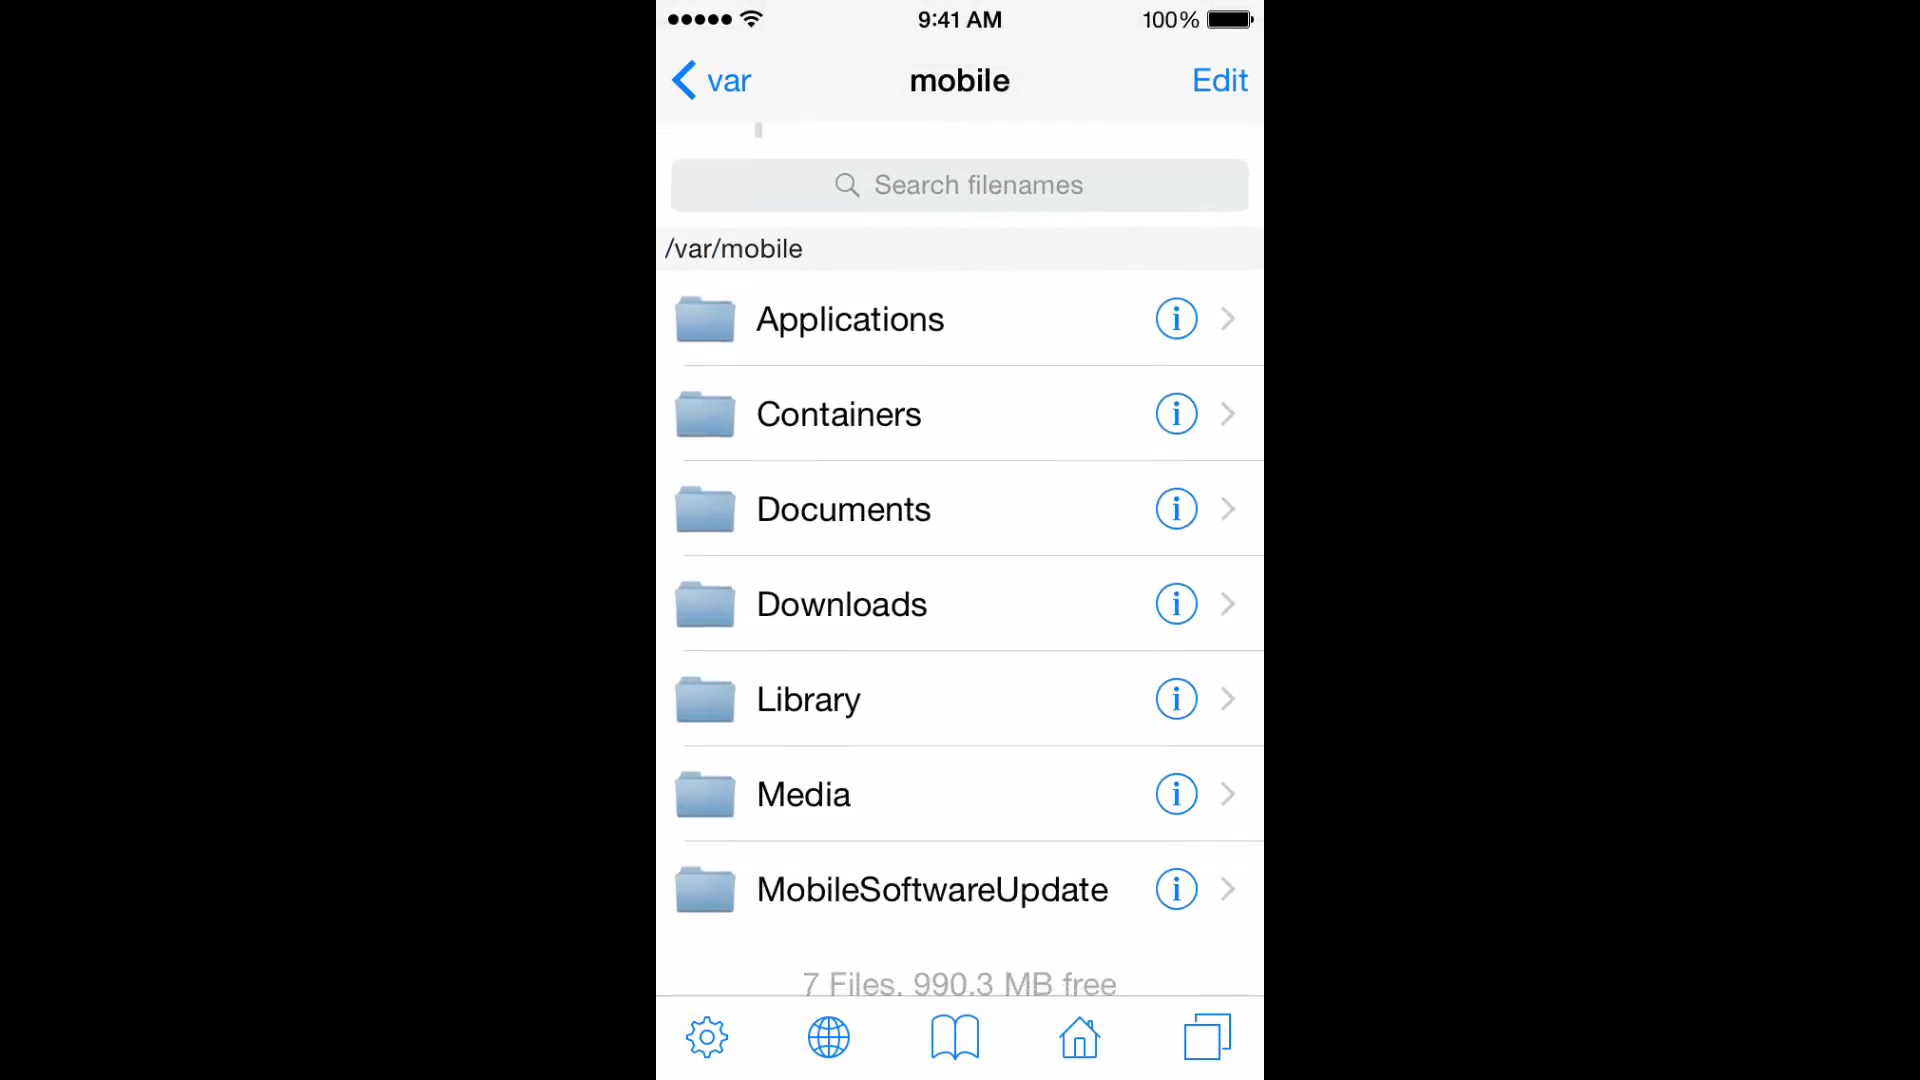 9:41 AM
100%
var
mobile
Edit
Search filenames
/var/mobile
Applications
Containers
Documents
Downloads
Library
Media
MobileSoftwareUpdate
7 Files, 990.3 MB free